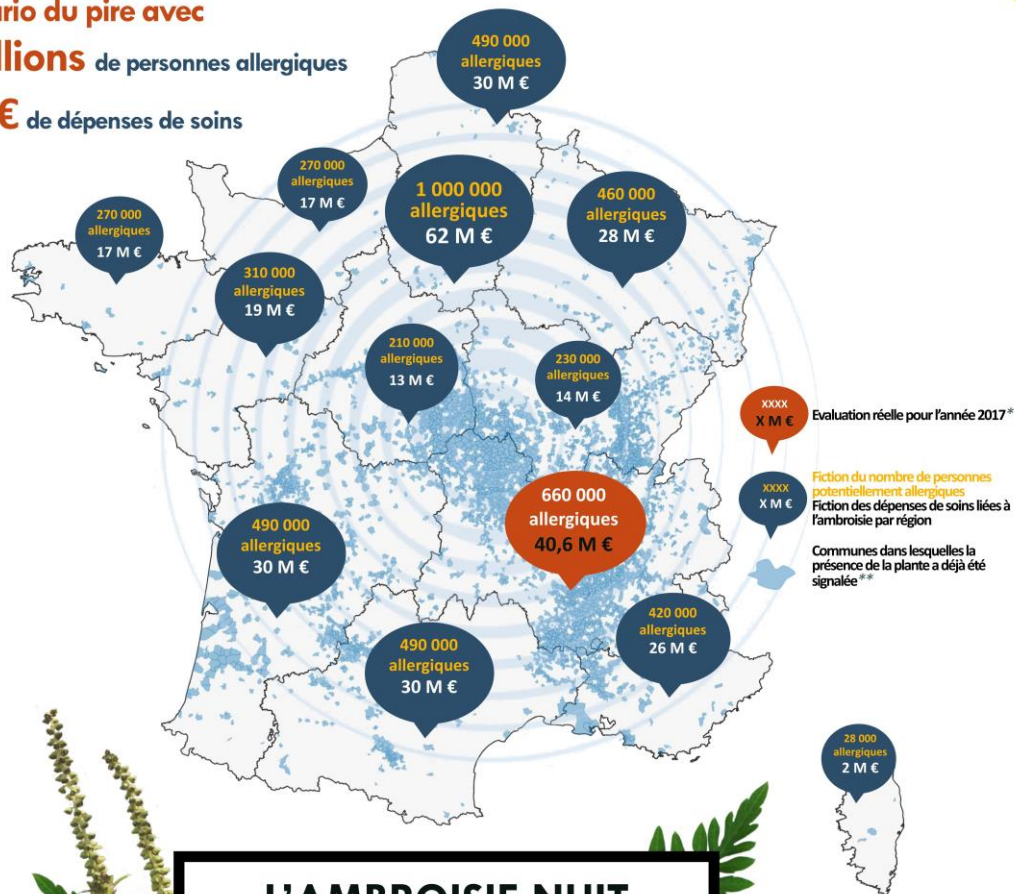 ario du pire avec
llions de personnes allergiques
€ de dépenses de soins
490 000
allergiques
30 M €
270 000
allergiques
17 M €
1 000 000
allergiques
62 M €
460 000
allergiques
28 M €
270 000
allergiques
17 M €
310 000
allergiques
19 M €
210 000
allergiques
13 M €
230 000
allergiques
14 M €
XXXX
X M €
Evaluation réelle pour l'année 2017*
XXXX
X M €
Fiction du nombre de personnes
potentiellement allergiques
Fiction des dépenses de soins liées à
l'ambroisie par région
Communes dans lesquelles la
présence de la plante a déjà été
signalée**
660 000
allergiques
40,6 M €
490 000
allergiques
30 M €
490 000
allergiques
30 M €
420 000
allergiques
26 M €
28 000
allergiques
2 M €
L'AMBROISIE NUIT